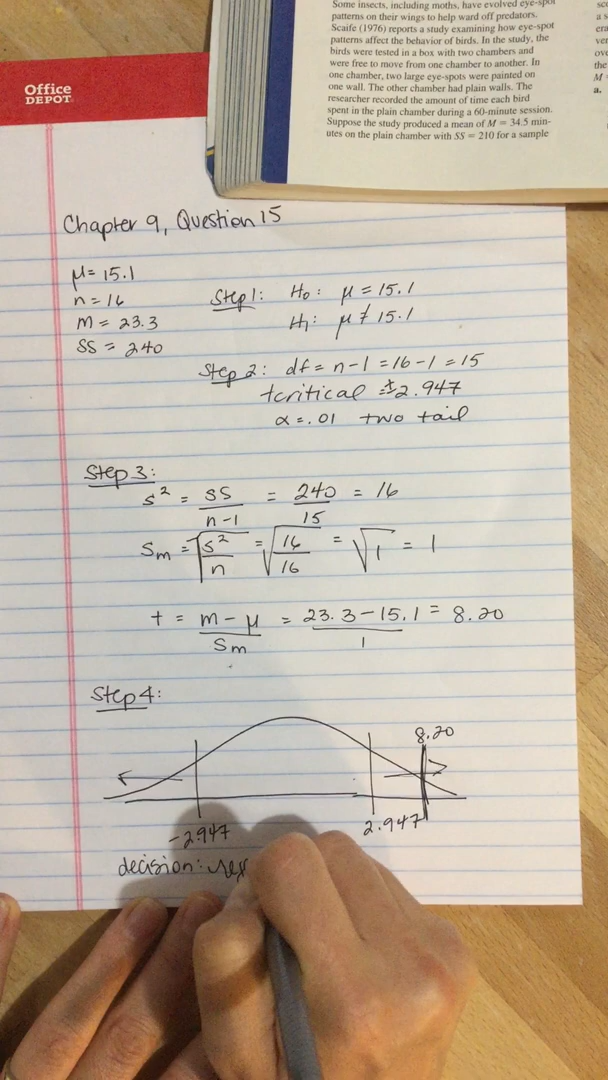 Some insects, including moths, have evolved eye-spot
patterns on their wings to help ward off predators.
Scaife (1976) reports a study examining how eye-spot
patterns affect the behavior of birds. In the study, the
birds were tested in a box with two chambers and
were free to move from one chamber to another. In
one chamber, two large eye-spots were painted on
one wall. The other chamber had plain walls. The
researcher recorded the amount of time each bird
spent in the plain chamber during a 60-minute session.
Suppose the study produced a mean of M = 34.5 min-
utes on the plain chamber with SS = 210 for a sample
the
M =
a.
Office
DEPOT
Chapter 9, Question 15
μ = 15.1
n = 16
m = 23.3
SS = 240
Step 1: H₀: μ = 15.1
H₁: μ ≠ 15.1
Step 2: df = n-1 = 16-1 = 15
tcritical = ±2.947
α = .01 two tail
Step 3:
s² = SS/n-1 = 240/15 = 16
Sm = √s²/n = √16/16 = √1 = 1
t = m-μ/Sm = 23.3-15.1/1 = 8.20
Step 4:
8.20
-2.947 2.947
decision: